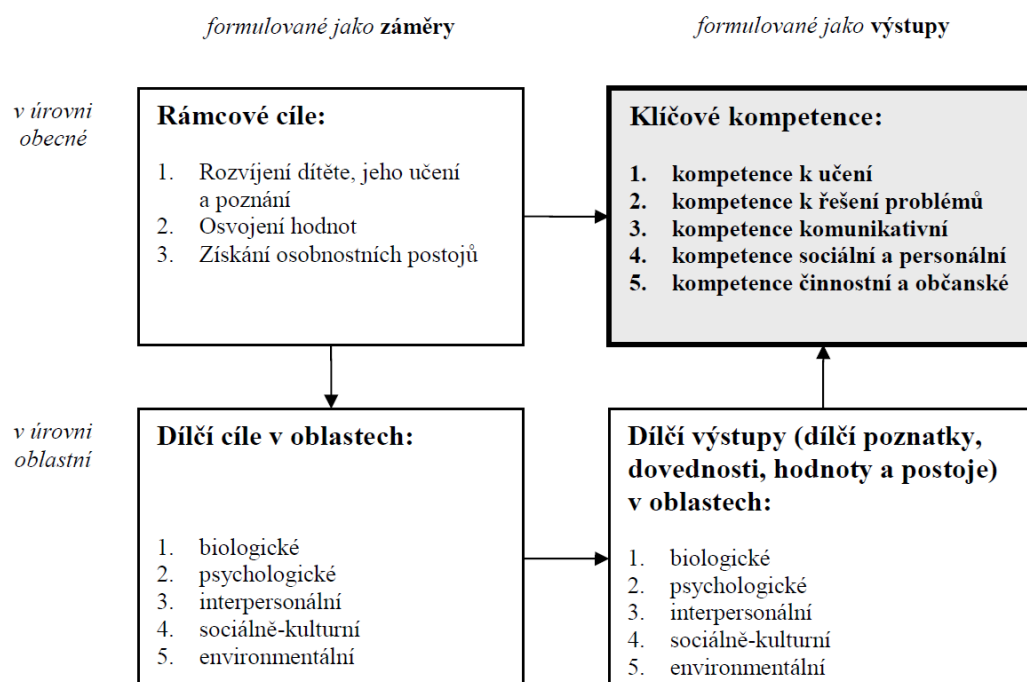 formulované jako záměry
formulované jako výstupy
v úrovni
obecné
Rámcové cíle:
1. Rozvíjení dítěte, jeho učení
a poznání
2. Osvojení hodnot
3. Získání osobnostních postojů
Klíčové kompetence:
1. kompetence k učení
2. kompetence k řešení problémů
3. kompetence komunikativní
4. kompetence sociální a personální
5. kompetence činnostní a občanské
v úrovni
oblastní
Dílčí cíle v oblastech:
1. biologické
2. psychologické
3. interpersonální
4. sociálně-kulturní
5. environmentální
Dílčí výstupy (dílčí poznatky,
dovednosti, hodnoty a postoje)
v oblastech:
1. biologické
2. psychologické
3. interpersonální
4. sociálně-kulturní
5. environmentální